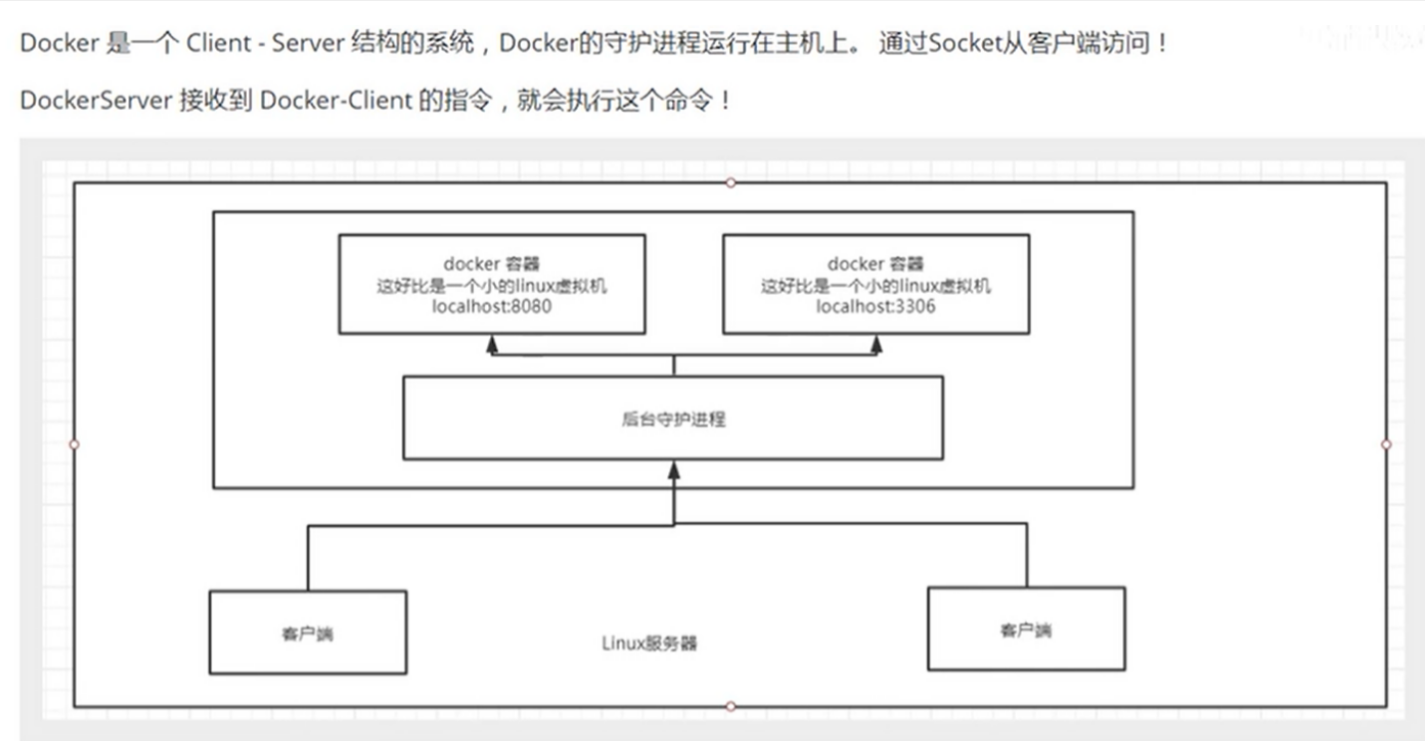 Docker 是一个 Client - Server 结构的系统，Docker的守护进程运行在主机上。 通过Socket从客户端访问！
DockerServer 接收到 Docker-Client 的指令，就会执行这个命令！
docker 容器
这好比是一个小的linux虚拟机
localhost:8080
docker 容器
这好比是一个小的linux虚拟机
localhost:3306
后台守护进程
客户端
Linux服务器
客户端